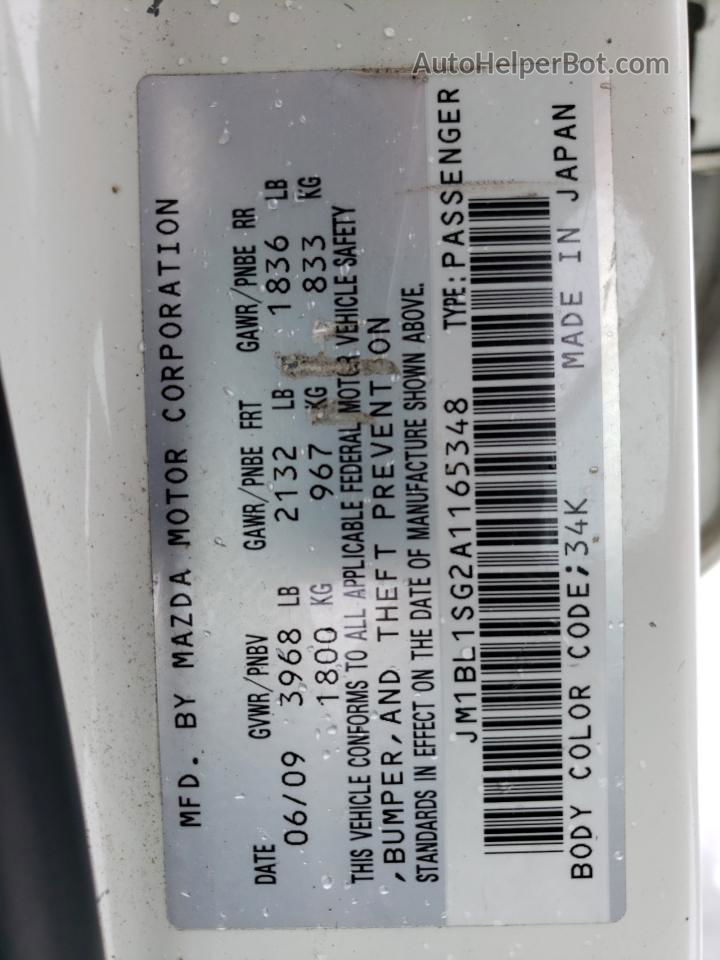 AutoHelperBot.com
MFD. BY MAZDA MOTOR CORPORATION
DATE GVWR/PNBV GAWR/PNBE FRT GAWR/PNBE RR
06/09 3968 LB 2132 LB 1836 LB
1800 KG 967 KG 833 KG
THIS VEHICLE CONFORMS TO ALL APPLICABLE FEDERAL MOTOR VEHICLE SAFETY
,BUMPER,AND THEFT PREVENTION
STANDARDS IN EFFECT ON THE DATE OF MANUFACTURE SHOWN ABOVE.
JM1BL1SG2A1165348 TYPE:PASSENGER
BODY COLOR CODE;34K MADE IN JAPAN